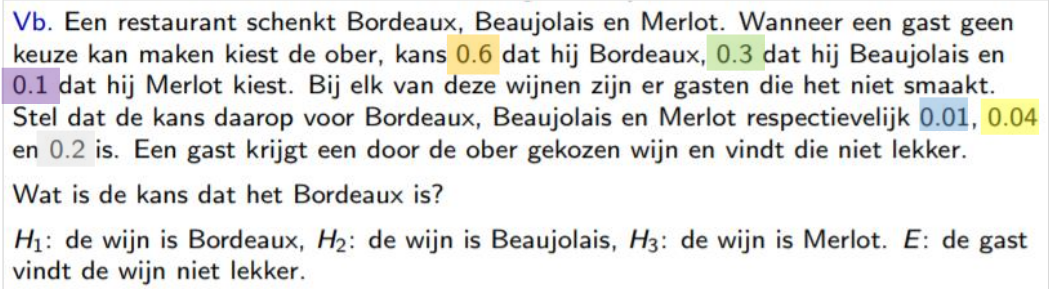 Vb. Een restaurant schenkt Bordeaux, Beaujolais en Merlot. Wanneer een gast geen
keuze kan maken kiest de ober, kans 0.6 dat hij Bordeaux, 0.3 dat hij Beaujolais en
0.1 dat hij Merlot kiest. Bij elk van deze wijnen zijn er gasten die het niet smaakt.
Stel dat de kans daarop voor Bordeaux, Beaujolais en Merlot respectievelijk 0.01, 0.04
en 0.2 is. Een gast krijgt een door de ober gekozen wijn en vindt die niet lekker.
Wat is de kans dat het Bordeaux is?
H₁: de wijn is Bordeaux, H₂: de wijn is Beaujolais, H₃: de wijn is Merlot. E: de gast
vindt de wijn niet lekker.